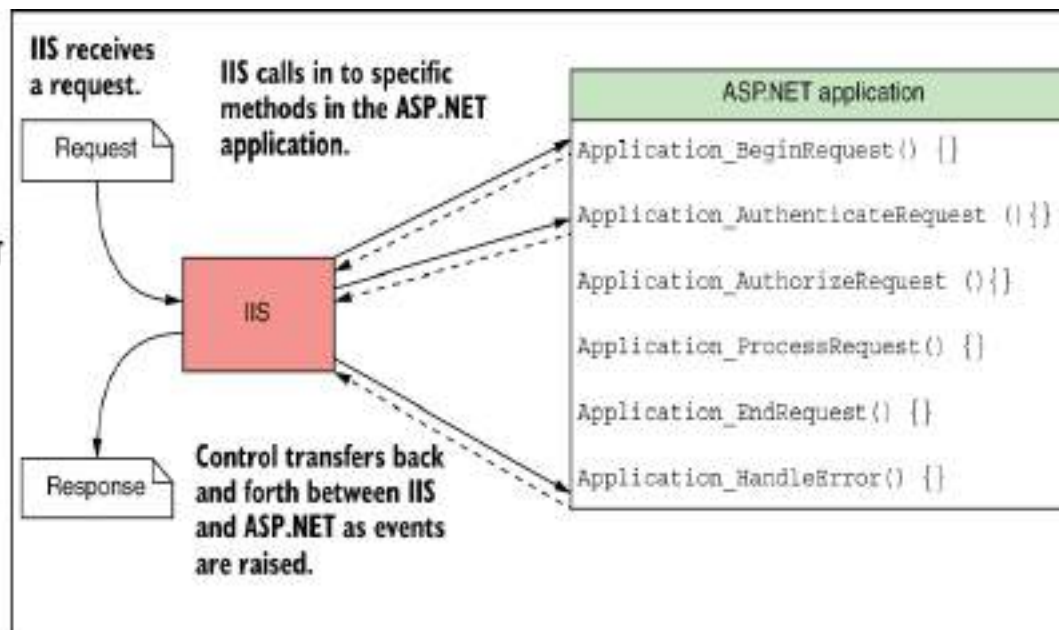 IIS receives
a request.
Request
IIS calls in to specific
methods in the ASP.NET
application.
ASP.NET application
Application_BeginRequest() {}
Application_AuthenticateRequest (){}
Application_AuthorizeRequest (){}
Application_ProcessRequest() {}
Application_EndRequest() {}
Application_HandleError() {}
IIS
Response
Control transfers back
and forth between IIS
and ASP.NET as events
are raised.